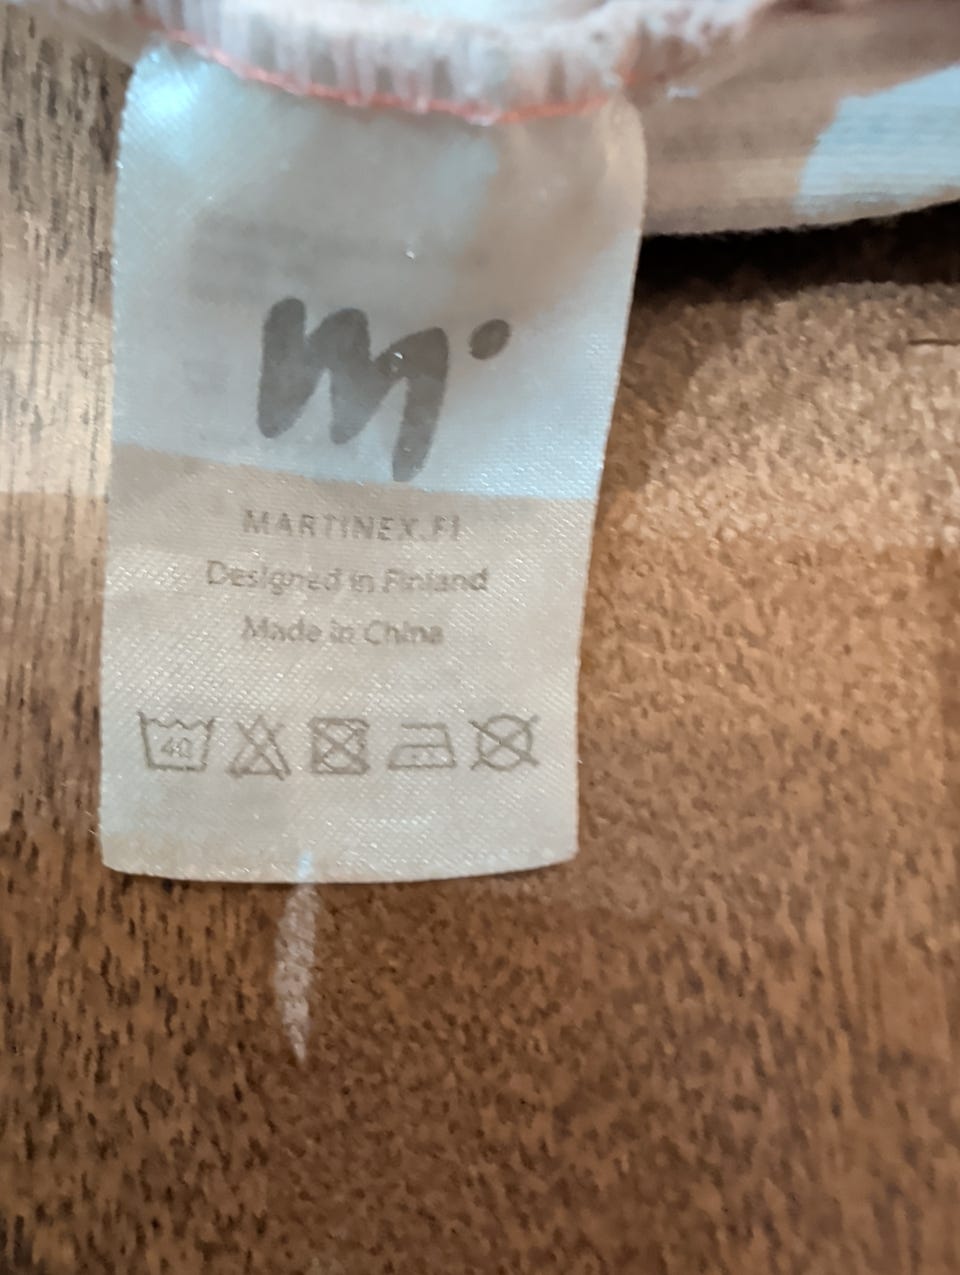 m·
MARTINEX.FI
Designed in Finland
Made in China
40